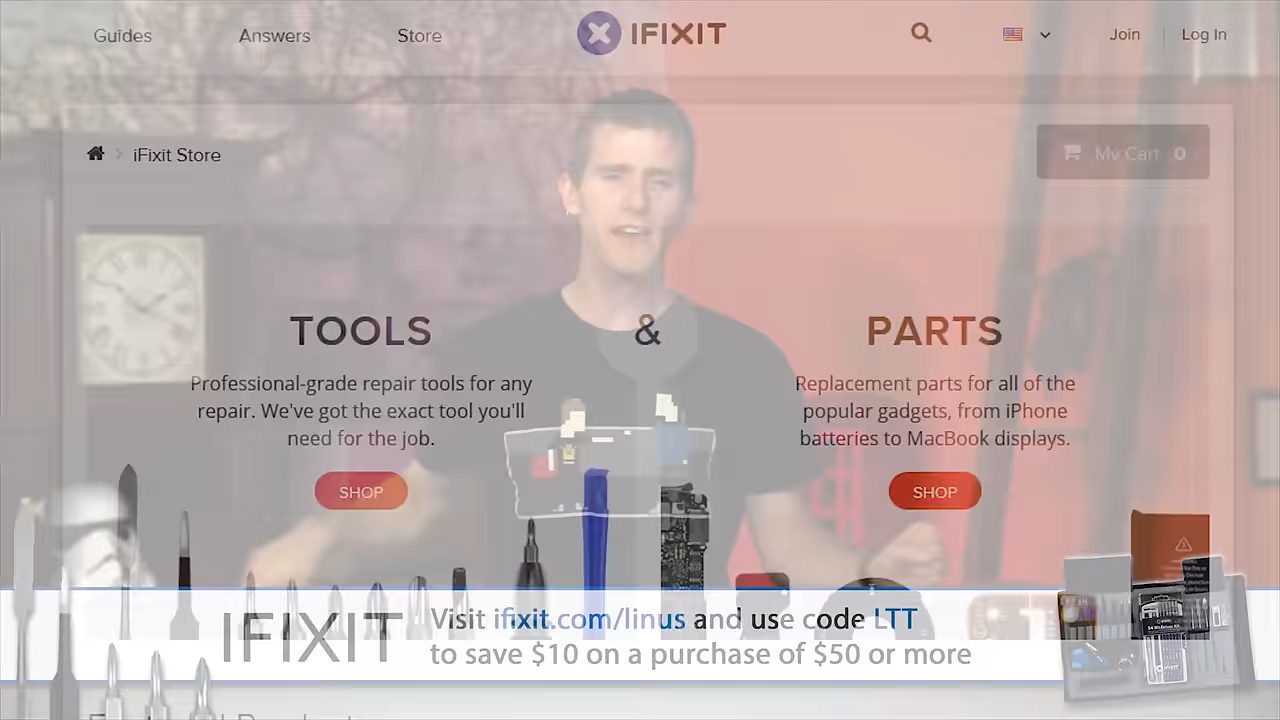 Guides Answers Store IFIXIT Join Log In
iFixit Store My Cart 0
TOOLS & PARTS
Professional-grade repair tools for any
repair. We've got the exact tool you'll
need for the job.
SHOP
Replacement parts for all of the
popular gadgets, from iPhone
batteries to MacBook displays.
SHOP
IFIXIT
Visit ifixit.com/linus and use code LTT
to save $10 on a purchase of $50 or more